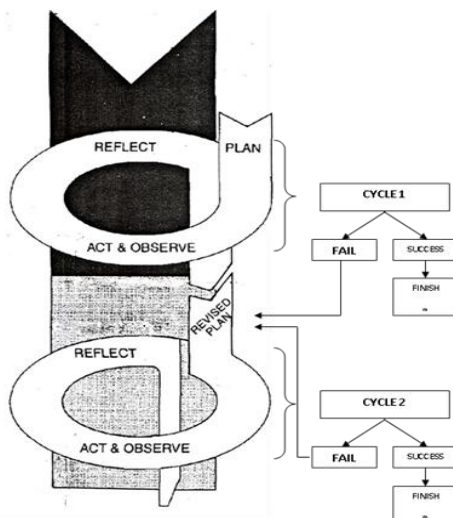 REFLECT
PLAN
ACT & OBSERVE
CYCLE 1
FAIL
SUCCESS
FINISH
REVISED
PLAN
REFLECT
ACT & OBSERVE
CYCLE 2
FAIL
SUCCESS
FINISH